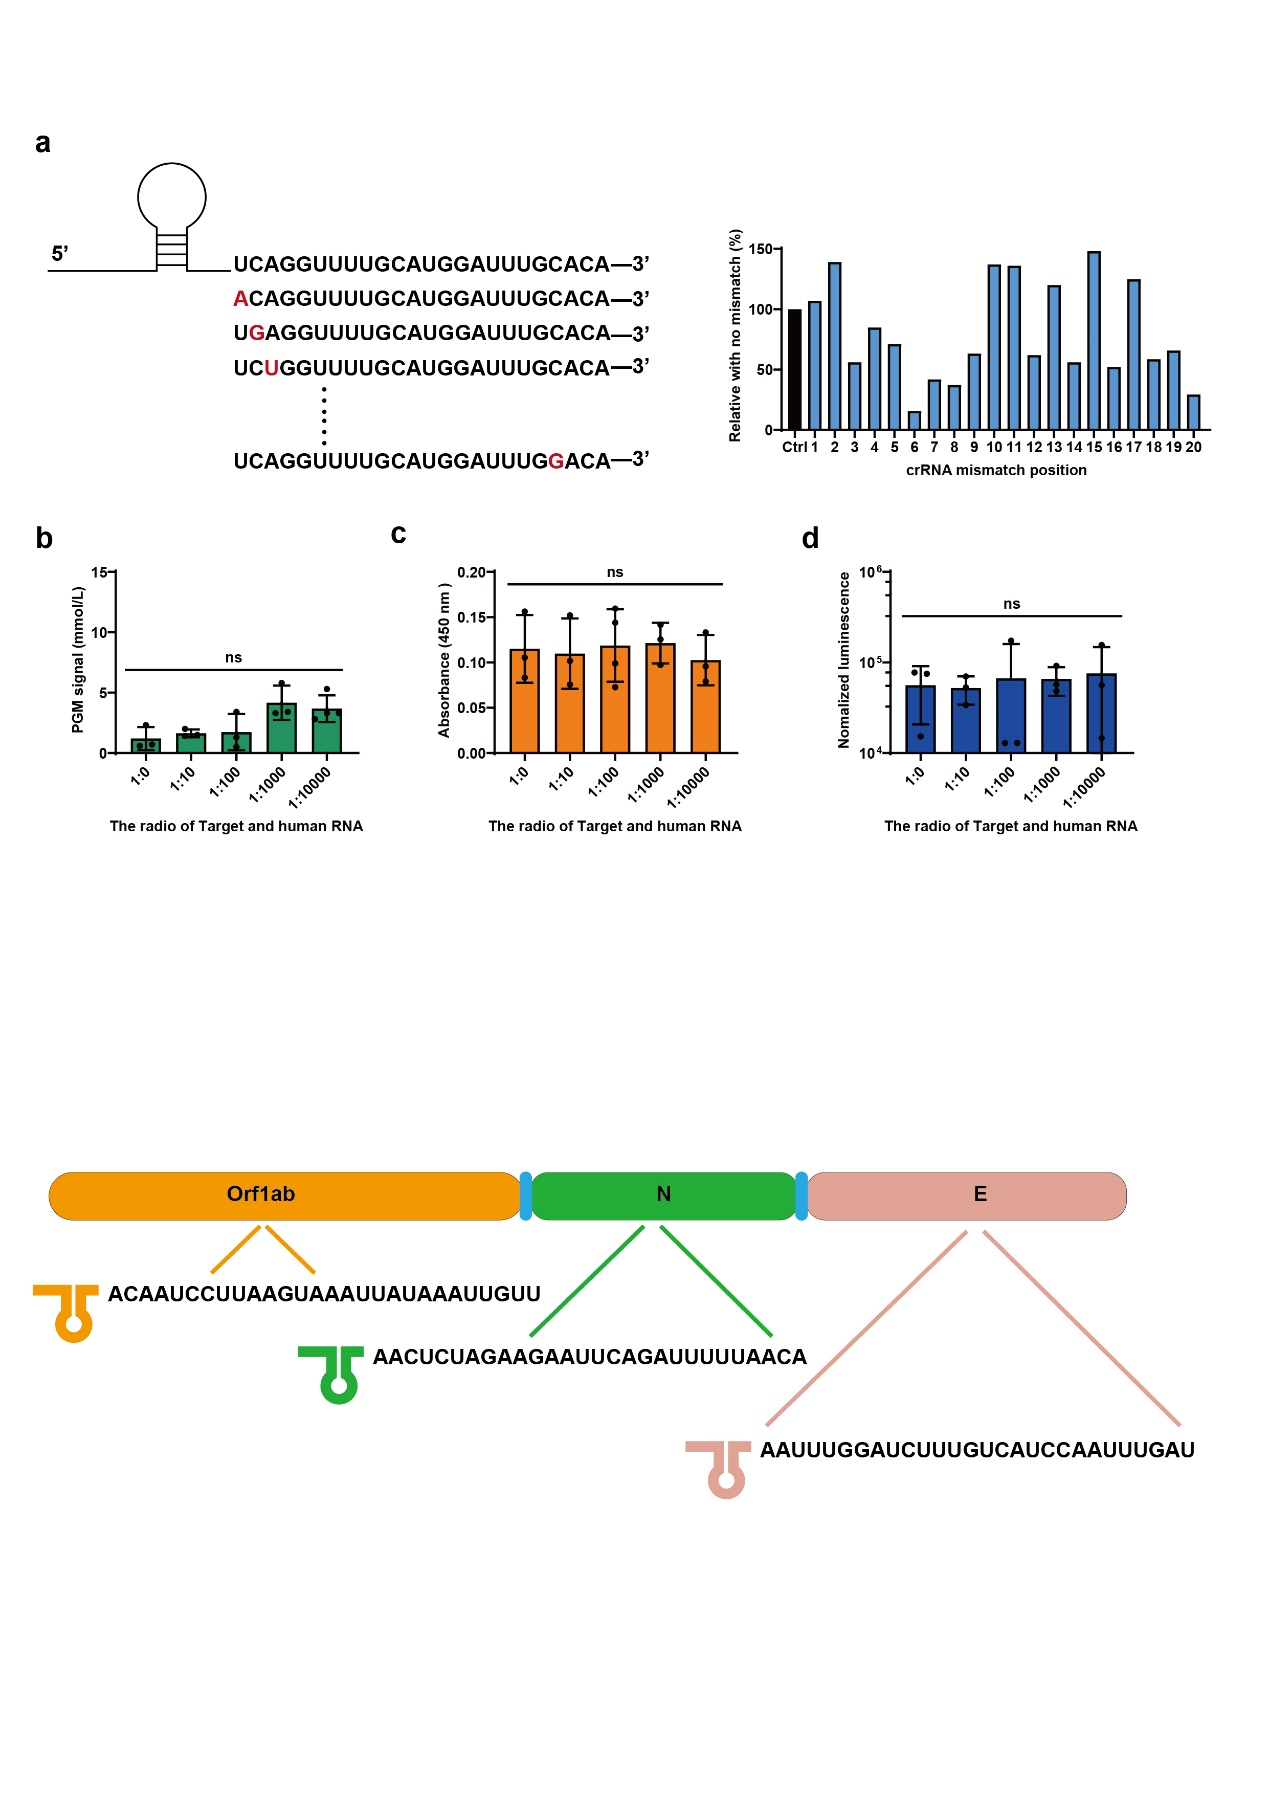 a
5’
UCAGGUUUUGCAUGGAUUUGCACA—3’
ACAGGUUUUGCAUGGAUUUGCACA—3’
UGAGGUUUUGCAUGGAUUUGCACA—3’
UCUGGUUUUGCAUGGAUUUGCACA—3’
UCAGGUUUUGCAUGGAUUUGGACA—3’
Relative with no mismatch (%)
150
100
50
0
Ctrl 1 2 3 4 5 6 7 8 9 10 11 12 13 14 15 16 17 18 19 20
crRNA mismatch position
b
PGM signal (mmol/L)
15
10
5
0
ns
1:0 1:10 1:100 1:1000 1:10000
The radio of Target and human RNA
c
Absorbance (450 nm )
0.20
0.15
0.10
0.05
0.00
ns
1:0 1:10 1:100 1:1000 1:10000
The radio of Target and human RNA
d
Nomalized luminescence
10⁶
10⁵
10⁴
ns
1:0 1:10 1:100 1:1000 1:10000
The radio of Target and human RNA
Orf1ab N E
ACAAUCCUUAAGUAAAUUAUAAAUUGUU
AACUCUAGAAGAAUUCAGAUUUUUAACA
AAUUUGGAUCUUUGUCAUCCAAUUUGAU